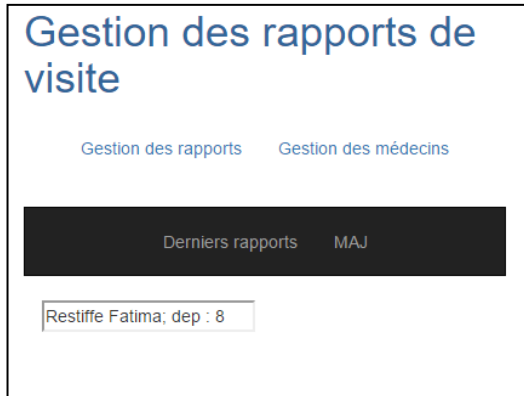 Gestion des rapports de
visite
Gestion des rapports Gestion des médecins
Derniers rapports MAJ
Restiffe Fatima; dep : 8